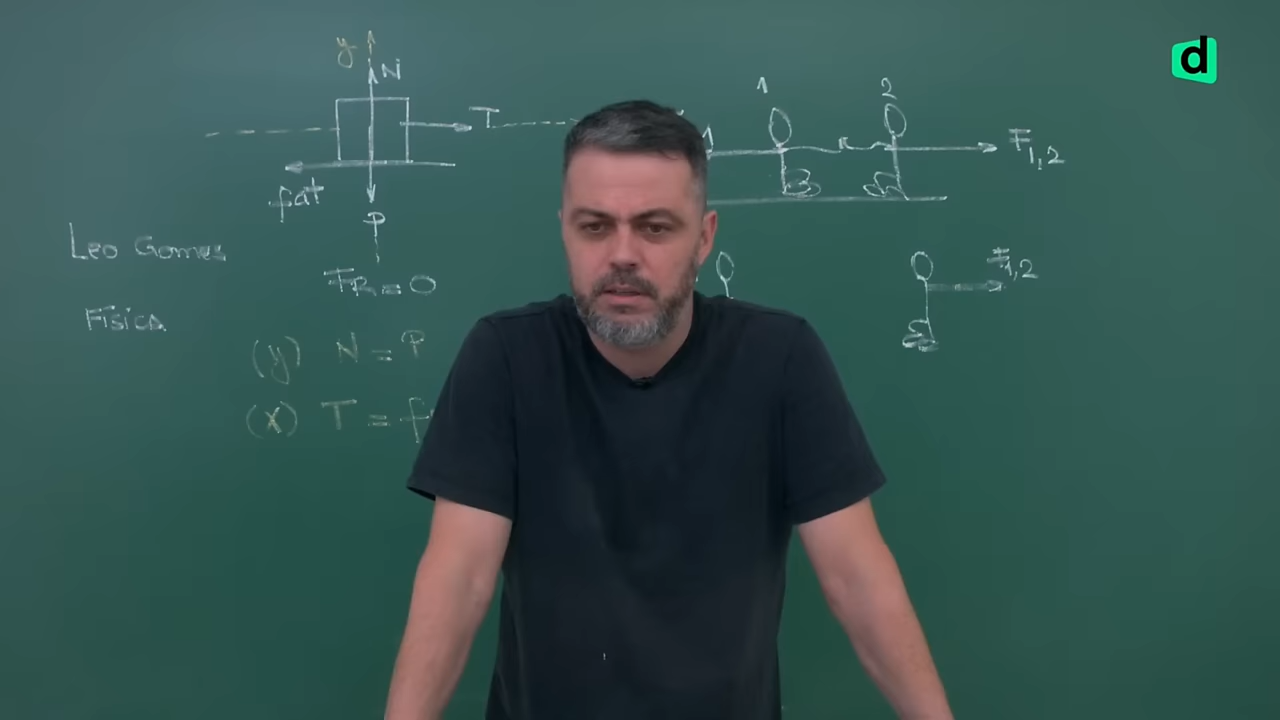 y
N
T
fat
P
FR = 0
(y) N = P
(x) T = f
Leo Gomes
Física
1
2
F1,2
F1,2
d